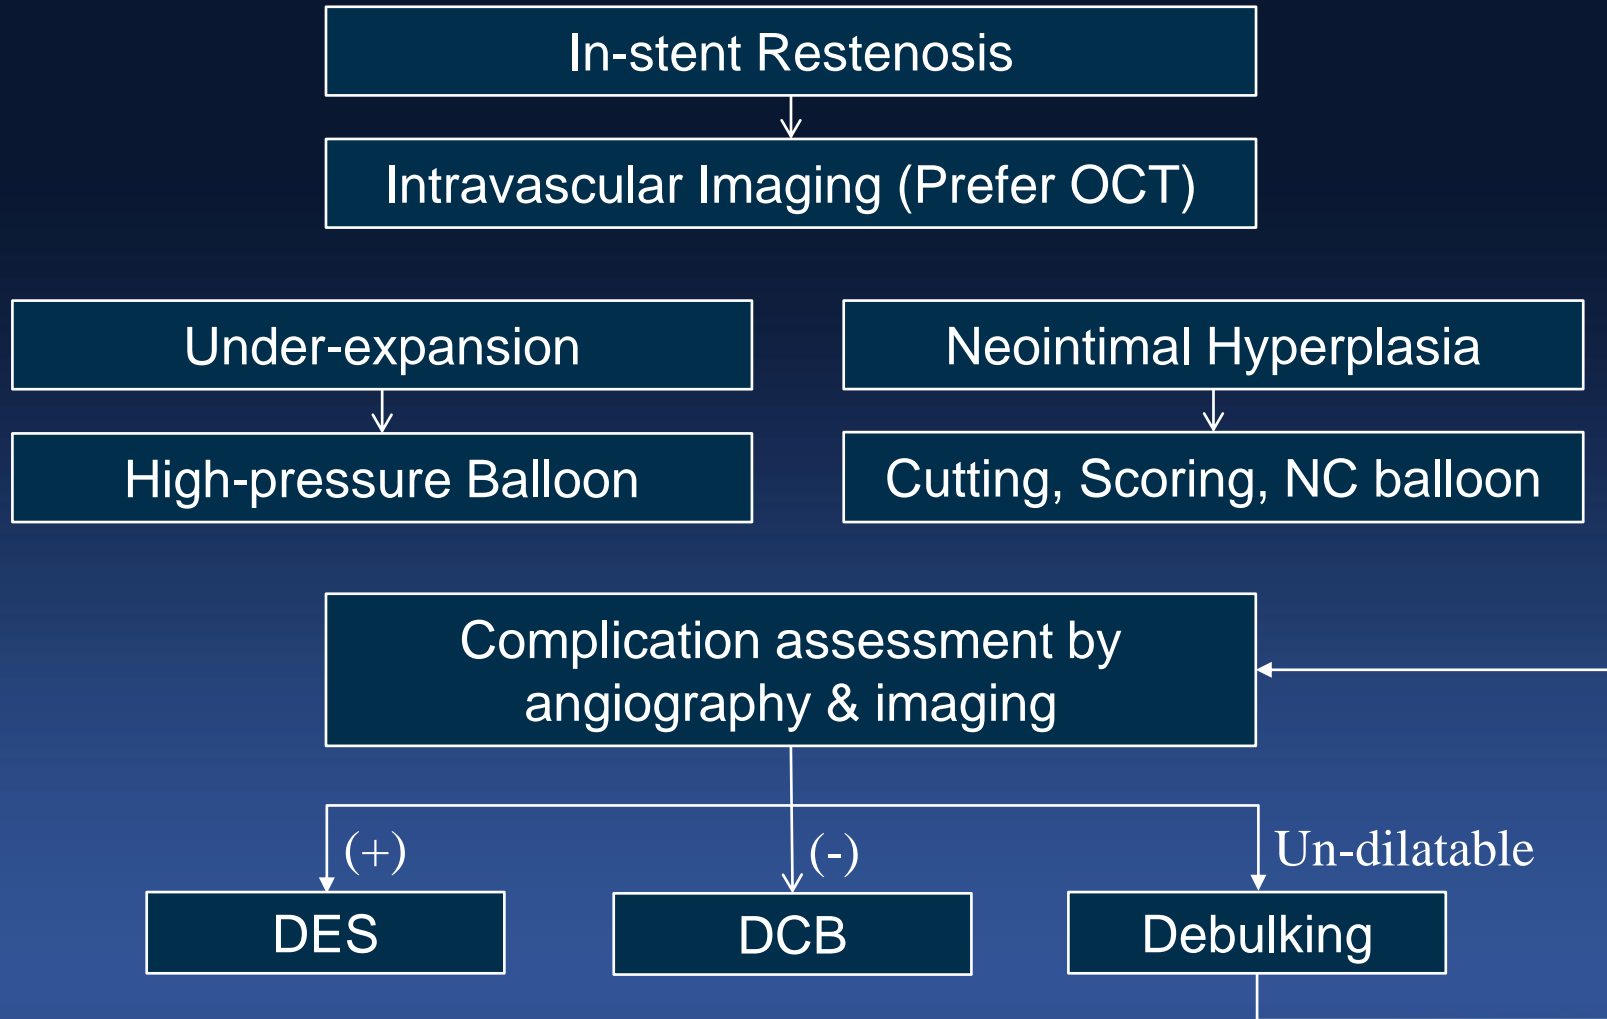 In-stent Restenosis
Intravascular Imaging (Prefer OCT)
Under-expansion
Neointimal Hyperplasia
High-pressure Balloon
Cutting, Scoring, NC balloon
Complication assessment by
angiography & imaging
(+)
(-)
Un-dilatable
DES
DCB
Debulking